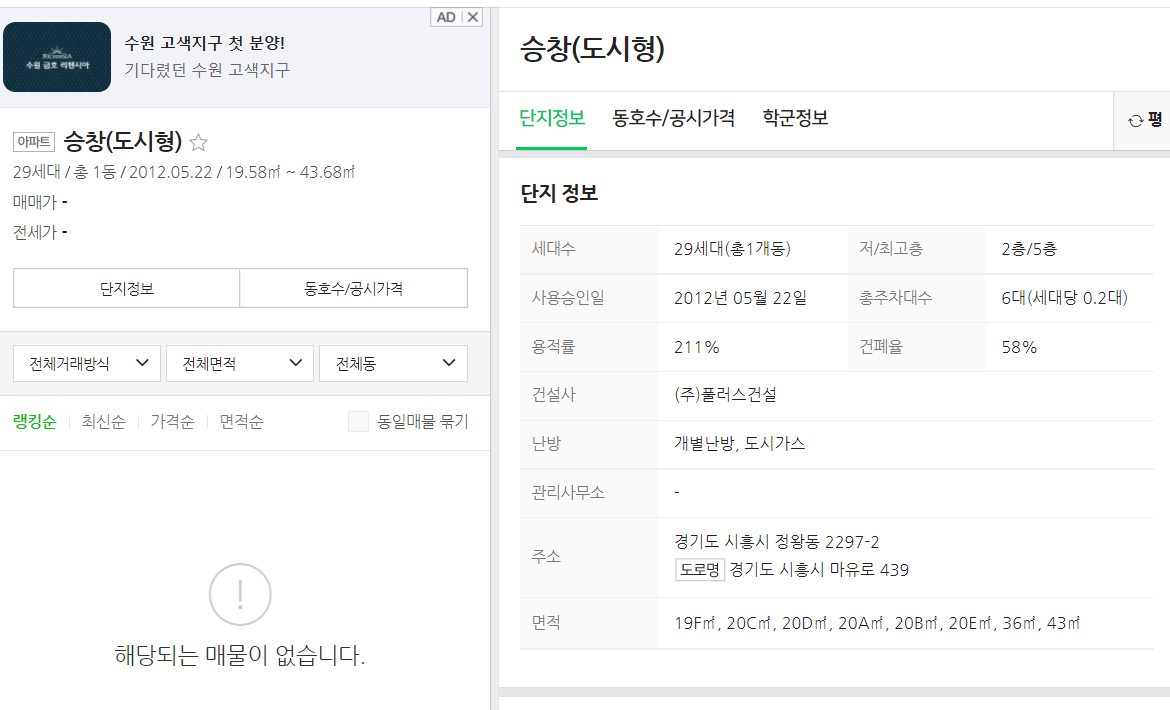 AD
수원 고색지구 첫 분양!
기다렸던 수원 고색지구
RICHENSIA
수원 금호 리첸시아
아파트 승창(도시형)
29세대 / 총 1동 / 2012.05.22 / 19.58㎡ ~ 43.68㎡
매매가 -
전세가 -
단지정보 동호수/공시가격
전체거래방식 전체면적 전체동
랭킹순 최신순 가격순 면적순 동일매물 묶기
해당되는 매물이 없습니다.
승창(도시형)
단지정보 동호수/공시가격 학군정보 평
단지 정보
세대수 29세대(총1개동) 저/최고층 2층/5층
사용승인일 2012년 05월 22일 총주차대수 6대(세대당 0.2대)
용적률 211% 건폐율 58%
건설사 (주)풀러스건설
난방 개별난방, 도시가스
관리사무소 -
주소 경기도 시흥시 정왕동 2297-2
도로명 경기도 시흥시 마유로 439
면적 19F㎡, 20C㎡, 20D㎡, 20A㎡, 20B㎡, 20E㎡, 36㎡, 43㎡